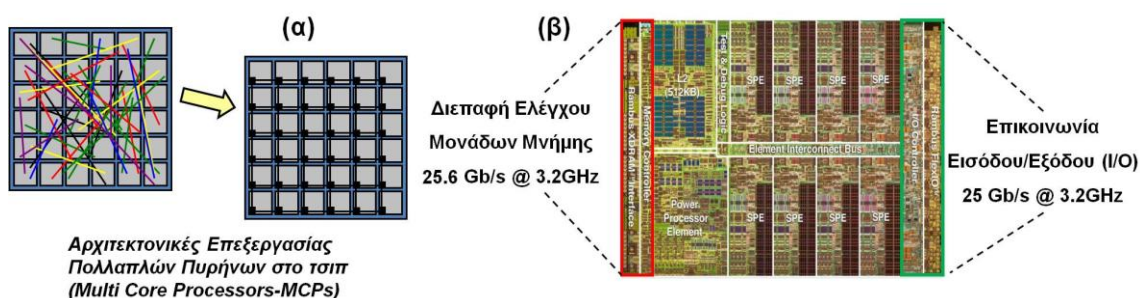 (α)
Αρχιτεκτονικές Επεξεργασίας
Πολλαπλών Πυρήνων στο τσιπ
(Multi Core Processors-MCPs)
(β)
Διεπαφή Ελέγχου
Μονάδων Μνήμης
25.6 Gb/s @ 3.2GHz
Rambus XDRAM™ Interface
Memory Controller
L2
(512KB)
Test & Debug Logic
SPE
SPE
SPE
SPE
Element Interconnect Bus
Power
Processor
Element
SPE
SPE
SPE
SPE
I/O Controller
Rambus FlexIO™
Επικοινωνία
Εισόδου/Εξόδου (I/O)
25 Gb/s @ 3.2GHz